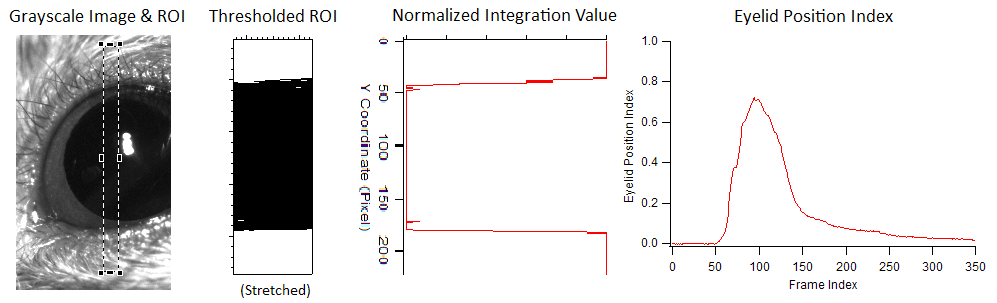 Grayscale Image & ROI
Thresholded ROI
Normalized Integration Value
Eyelid Position Index
(Stretched)
0
50
100
150
200
Y Coordinate (Pixel)
1.0
0.8
0.6
0.4
0.2
0.0
Eyelid Position Index
0
50
100
150
200
250
300
350
Frame Index